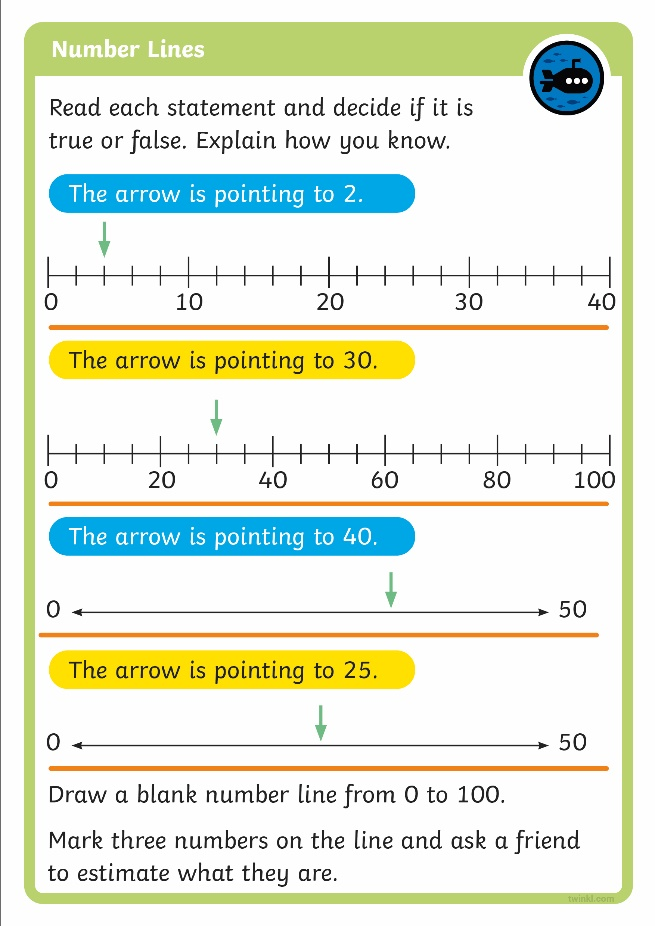 Number Lines
Read each statement and decide if it is
true or false. Explain how you know.
The arrow is pointing to 2.
0 10 20 30 40
The arrow is pointing to 30.
0 20 40 60 80 100
The arrow is pointing to 40.
0 50
The arrow is pointing to 25.
0 50
Draw a blank number line from 0 to 100.
Mark three numbers on the line and ask a friend
to estimate what they are.
twinkl.com